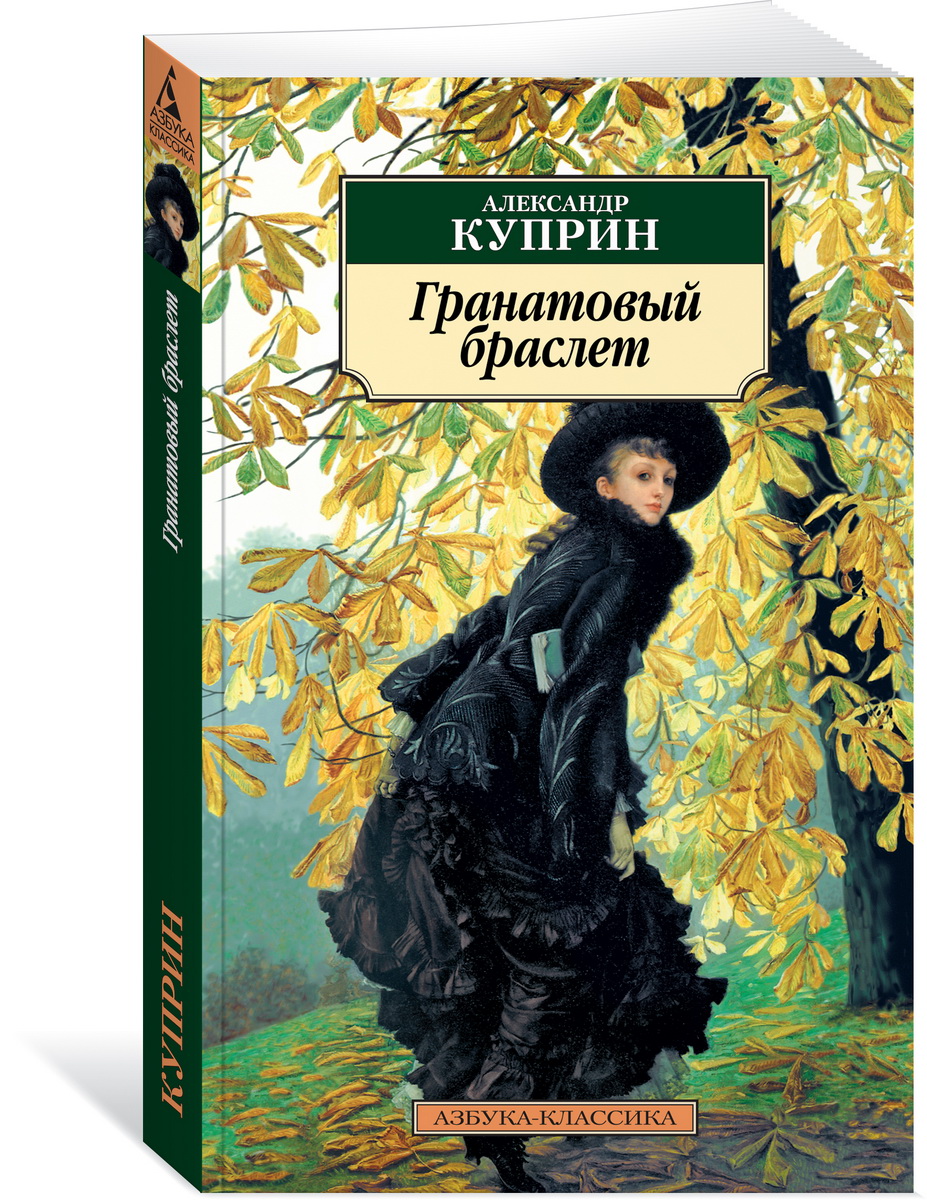 АЗБУКА
КЛАССИКА
Гранатовый браслет
КУПРИН
АЛЕКСАНДР
КУПРИН
Гранатовый
браслет
АЗБУКА-КЛАССИКА